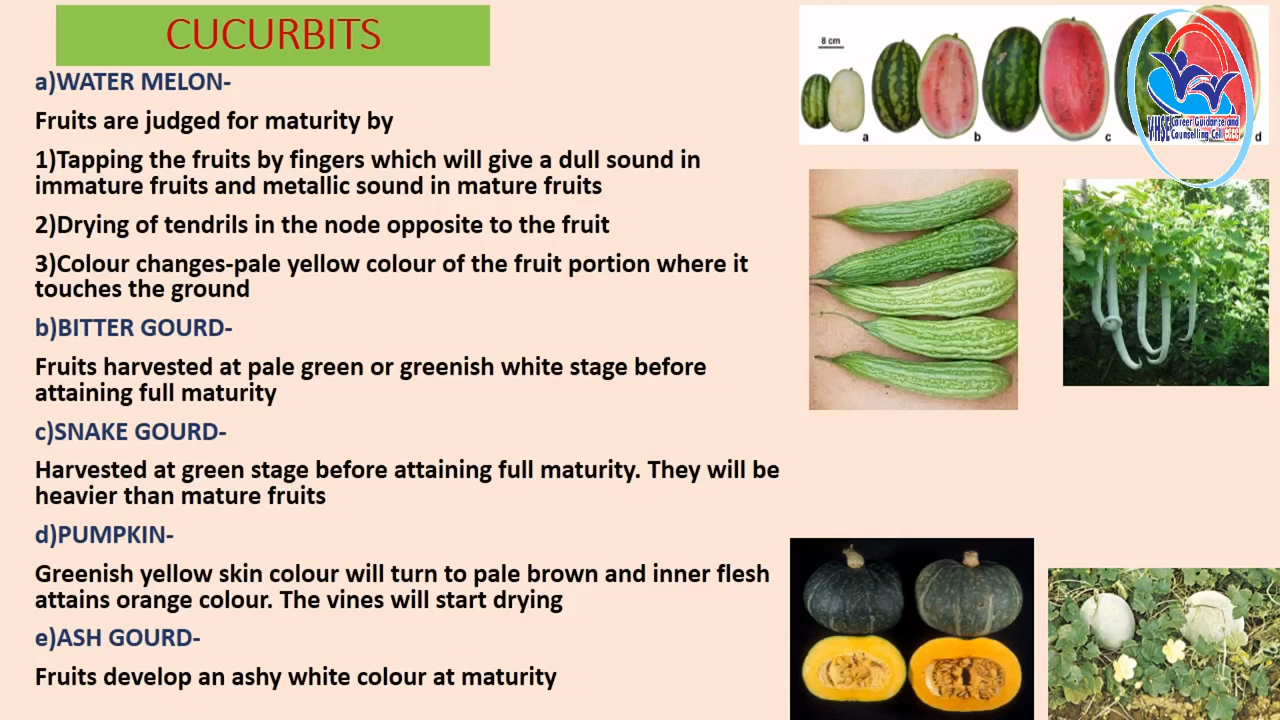 CUCURBITS
a)WATER MELON-
Fruits are judged for maturity by
1)Tapping the fruits by fingers which will give a dull sound in
immature fruits and metallic sound in mature fruits
2)Drying of tendrils in the node opposite to the fruit
3)Colour changes-pale yellow colour of the fruit portion where it
touches the ground
b)BITTER GOURD-
Fruits harvested at pale green or greenish white stage before
attaining full maturity
c)SNAKE GOURD-
Harvested at green stage before attaining full maturity. They will be
heavier than mature fruits
d)PUMPKIN-
Greenish yellow skin colour will turn to pale brown and inner flesh
attains orange colour. The vines will start drying
e)ASH GOURD-
Fruits develop an ashy white colour at maturity
8 cm
a b c d
VHSE Career Guidance and
Counselling Cell CGCC